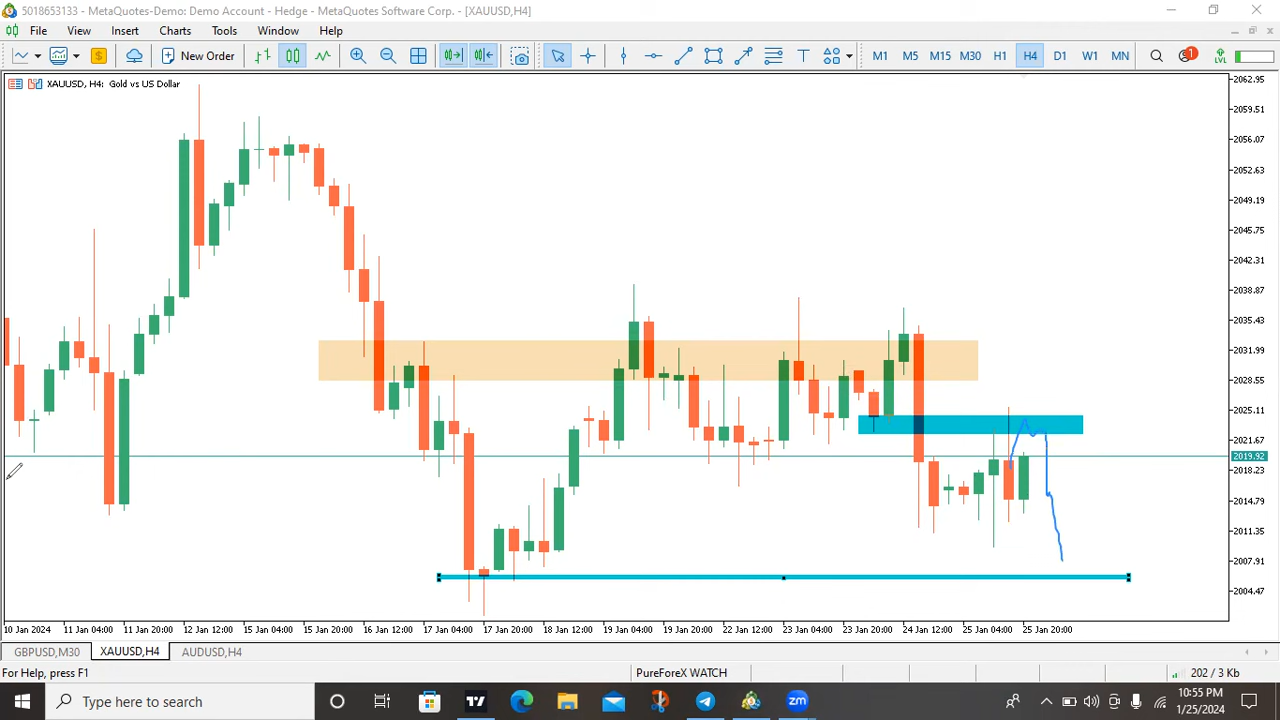 5018653133 - MetaQuotes-Demo: Demo Account - Hedge - MetaQuotes Software Corp. - [XAUUSD,H4]
File View Insert Charts Tools Window Help
New Order M1 M5 M15 M30 H1 H4 D1 W1 MN 1 LVL
XAUUSD, H4: Gold vs US Dollar
2062.95
2059.51
2056.07
2052.63
2049.19
2045.75
2042.31
2038.87
2035.43
2031.99
2028.55
2025.11
2021.67
2019.92
2018.23
2014.79
2011.35
2007.91
2004.47
10 Jan 2024 11 Jan 04:00 11 Jan 20:00 12 Jan 12:00 15 Jan 04:00 15 Jan 20:00 16 Jan 12:00 17 Jan 04:00 17 Jan 20:00 18 Jan 12:00 19 Jan 04:00 19 Jan 20:00 22 Jan 12:00 23 Jan 04:00 23 Jan 20:00 24 Jan 12:00 25 Jan 04:00 25 Jan 20:00
GBPUSD,M30 XAUUSD,H4 AUDUSD,H4
For Help, press F1 PureForeX WATCH 202 / 3 Kb
Type here to search zm 10:55 PM
1/25/2024